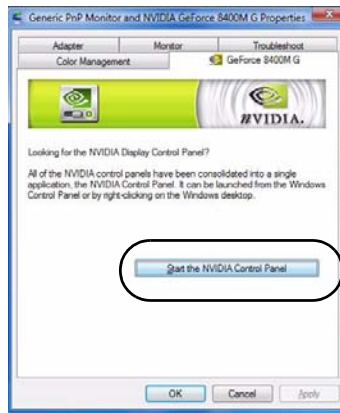 Generic PnP Monitor and NVIDIA GeForce 8400M G Properties
Adapter Monitor Troubleshoot
Color Management GeForce 8400M G
NVIDIA.
Looking for the NVIDIA Display Control Panel?
All of the NVIDIA control panels have been consolidated into a single
application, the NVIDIA Control Panel. It can be launched from the Windows
Control Panel or by right-clicking on the Windows desktop.
Start the NVIDIA Control Panel
OK Cancel Apply